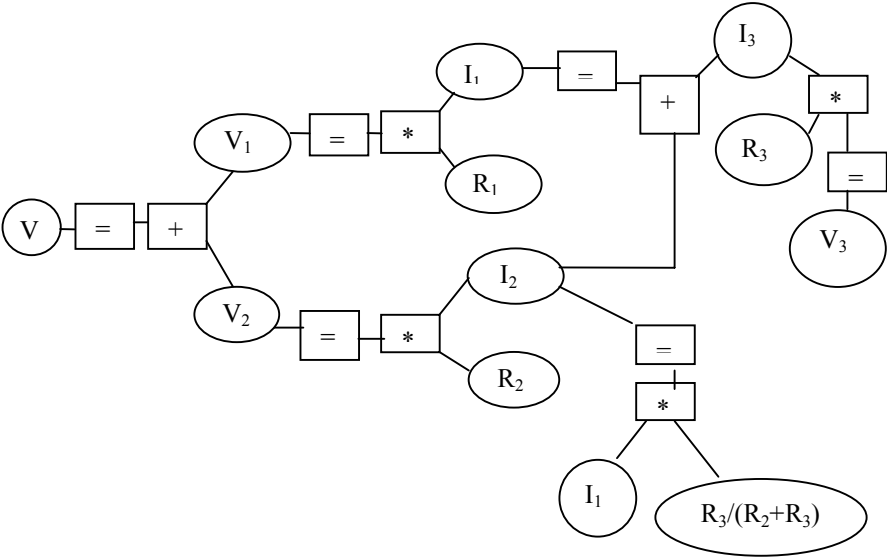 I₃
I₁
=
+
*
V₁
=
*
R₃
R₁
=
V
=
+
V₃
I₂
V₂
=
*
=
R₂
*
I₁
R₃/(R₂+R₃)